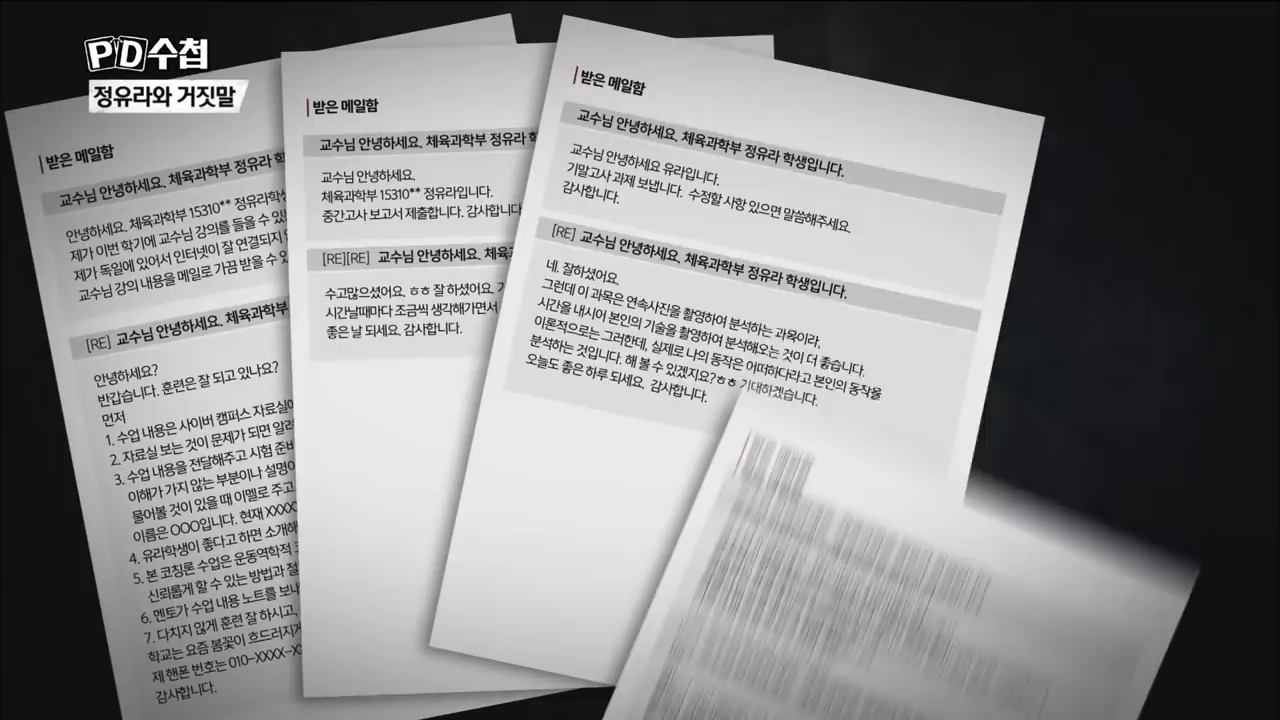 PD수첩
정유라와 거짓말
받은 메일함
교수님 안녕하세요. 체육과학부 정유라
안녕하세요. 체육과학부 15310** 정유라학생
제가 이번 학기에 교수님 강의를 들을 수 있
제가 독일에 있어서 인터넷이 잘 연결되지
교수님 강의 내용을 메일로 가끔 받을 수 있
[RE] 교수님 안녕하세요. 체육과학부
안녕하세요?
반갑습니다. 훈련은 잘 되고 있나요?
먼저
1. 수업 내용은 사이버 캠퍼스 자료실에
2. 자료실 보는 것이 문제가 되면 알려
3. 수업 내용을 전달해주고 시험 준비
이해가 가지 않는 부분이나 설명이
물어볼 것이 있을 때 이멜로 주고
이름은 OOO입니다. 현재 XXXX
4. 유라학생이 좋다고 하면 소개해
5. 본 코칭론 수업은 운동역학적
신뢰롭게 할 수 있는 방법과 절
6. 멘토가 수업 내용 노트를 보내
7. 다치지 않게 훈련 잘 하시고,
학교는 요즘 봄꽃이 흐드러지게
제 핸폰 번호는 010-XXXX-XX
감사합니다.
받은 메일함
교수님 안녕하세요. 체육과학부 정유라 학
교수님 안녕하세요.
체육과학부 15310** 정유라입니다.
중간고사 보고서 제출합니다. 감사합니다
[RE][RE] 교수님 안녕하세요. 체육
수고많으셨어요. ㅎㅎ 잘 하셨어요.
시간날때마다 조금씩 생각해가면서
좋은 날 되세요. 감사합니다.
받은 메일함
교수님 안녕하세요. 체육과학부 정유라 학생입니다.
교수님 안녕하세요 유라입니다.
기말고사 과제 보냅니다. 수정할 사항 있으면 말씀해주세요.
감사합니다.
[RE] 교수님 안녕하세요. 체육과학부 정유라 학생입니다.
네. 잘하셨어요.
그런데 이 과목은 연속사진을 촬영하여 분석하는 과목이라,
시간을 내시어 본인의 기술을 촬영하여 분석해오는 것이 더 좋습니다.
이론적으로는 그러한데, 실제로 나의 동작은 어떠하다라고 본인의 동작을
분석하는 것입니다. 해 볼 수 있겠지요?ㅎㅎ 기대하겠습니다.
오늘도 좋은 하루 되세요. 감사합니다.